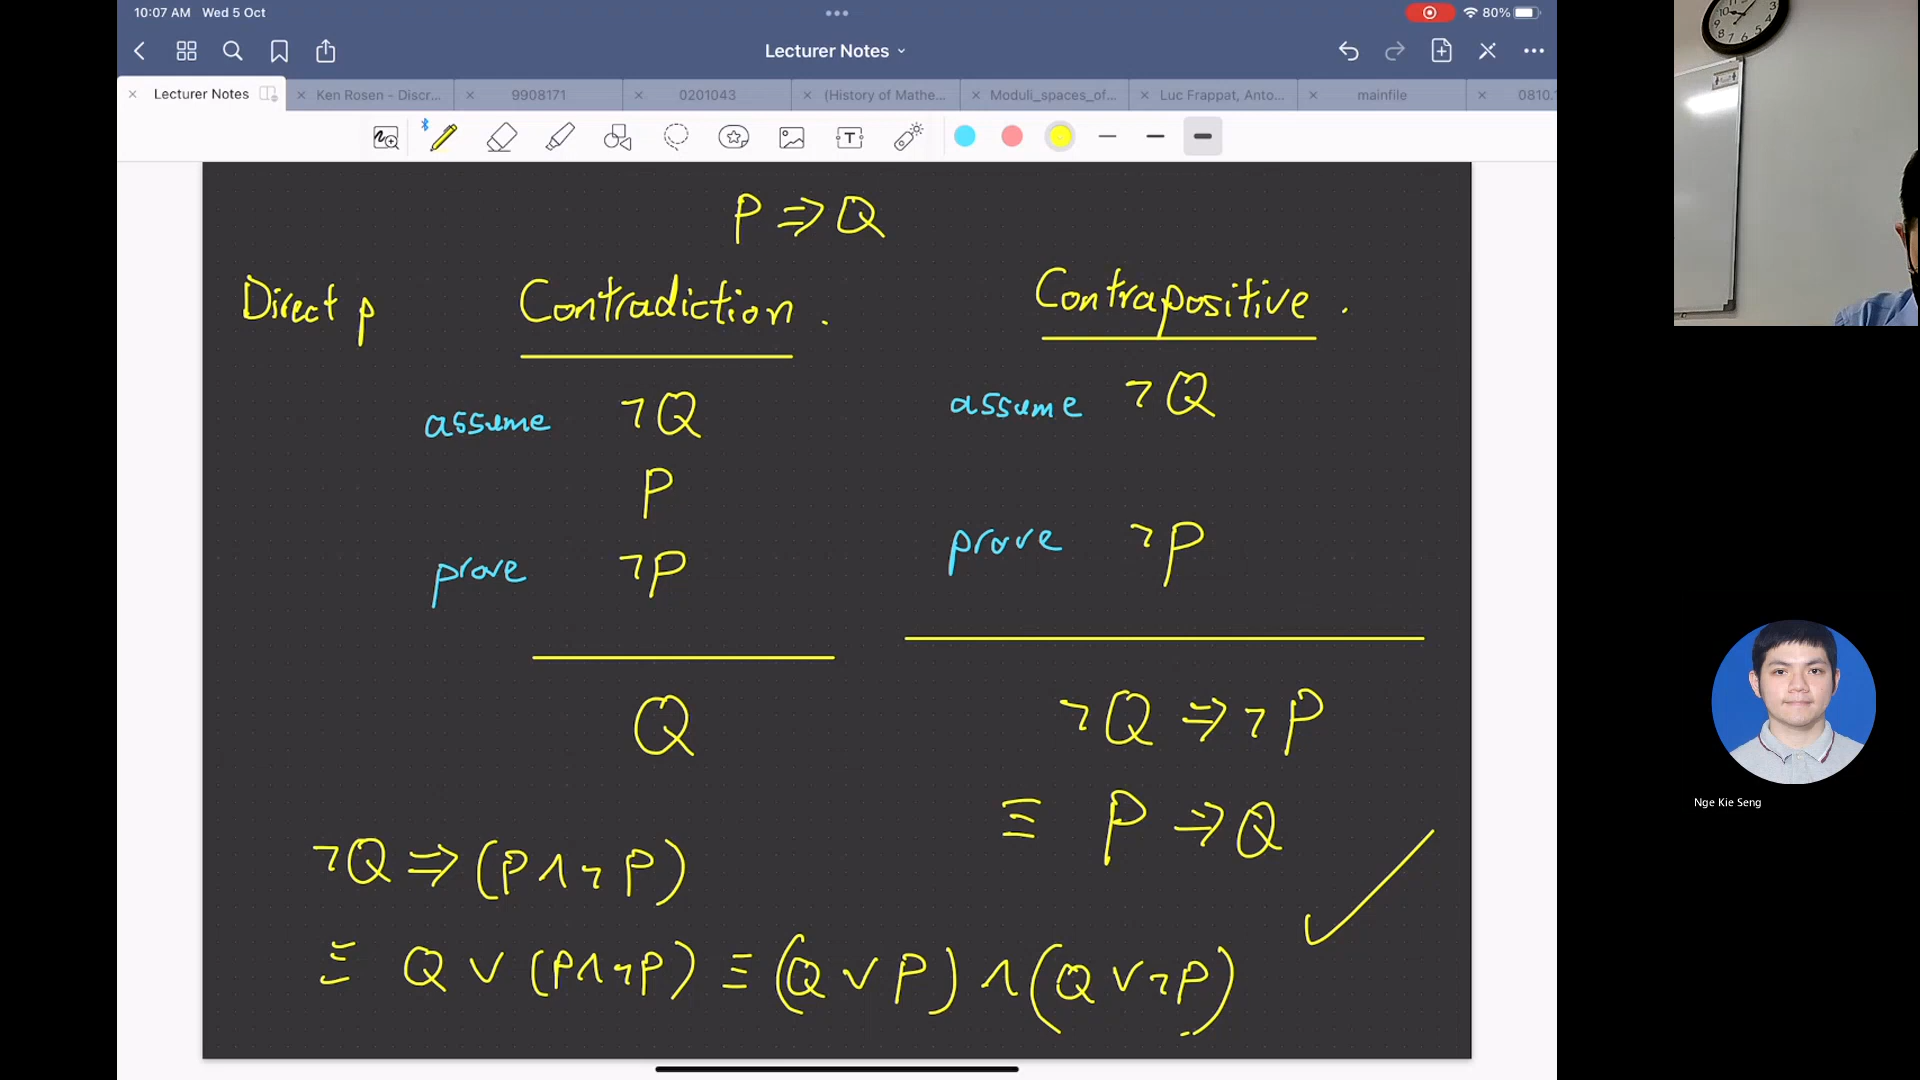 10:07 AM Wed 5 Oct
80%
Lecturer Notes
Lecturer Notes
Ken Rosen - Discr...
9908171
0201043
(History of Mathe...
Moduli_spaces_of...
Luc Frappat, Anto...
mainfile
0810.
P ⇒ Q
Direct p
Contradiction.
Contrapositive.
assume ¬Q
assume ¬Q
P
prove ¬P
prove ¬P
Q
¬Q ⇒ ¬P
≡ P ⇒ Q
¬Q ⇒ (P ∧ ¬P)
≡ Q ∨ (P ∧ ¬P) ≡ (Q ∨ P) ∧ (Q ∨ ¬P)
Nge Kie Seng